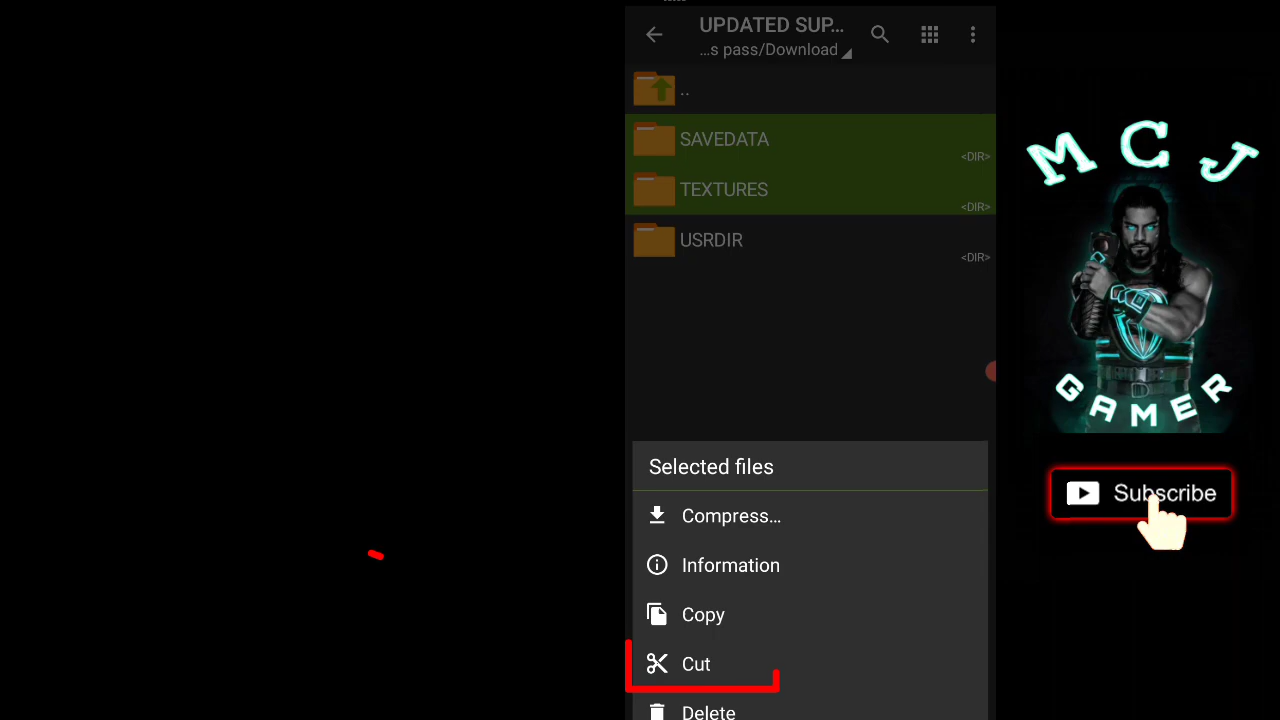 UPDATED SUP...
...s pass/Download
..
SAVEDATA
<DIR>
TEXTURES
<DIR>
USRDIR
<DIR>
Selected files
Compress...
Information
Copy
Cut
Delete
M C J
GAMER
Subscribe